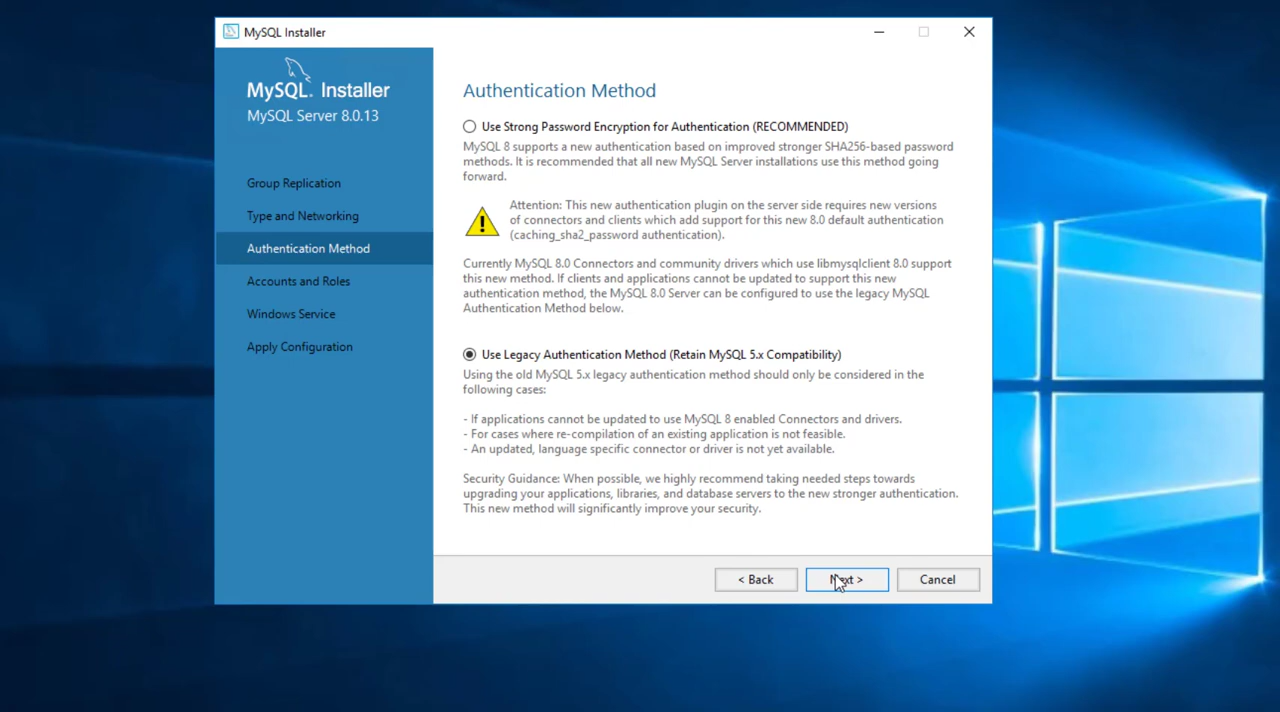 MySQL Installer
MySQL. Installer
MySQL Server 8.0.13
Group Replication
Type and Networking
Authentication Method
Accounts and Roles
Windows Service
Apply Configuration
Authentication Method
Use Strong Password Encryption for Authentication (RECOMMENDED)
MySQL 8 supports a new authentication based on improved stronger SHA256-based password
methods. It is recommended that all new MySQL Server installations use this method going
forward.
Attention: This new authentication plugin on the server side requires new versions
of connectors and clients which add support for this new 8.0 default authentication
(caching_sha2_password authentication).
Currently MySQL 8.0 Connectors and community drivers which use libmysqlclient 8.0 support
this new method. If clients and applications cannot be updated to support this new
authentication method, the MySQL 8.0 Server can be configured to use the legacy MySQL
Authentication Method below.
Use Legacy Authentication Method (Retain MySQL 5.x Compatibility)
Using the old MySQL 5.x legacy authentication method should only be considered in the
following cases:
- If applications cannot be updated to use MySQL 8 enabled Connectors and drivers.
- For cases where re-compilation of an existing application is not feasible.
- An updated, language specific connector or driver is not yet available.
Security Guidance: When possible, we highly recommend taking needed steps towards
upgrading your applications, libraries, and database servers to the new stronger authentication.
This new method will significantly improve your security.
< Back
Next >
Cancel